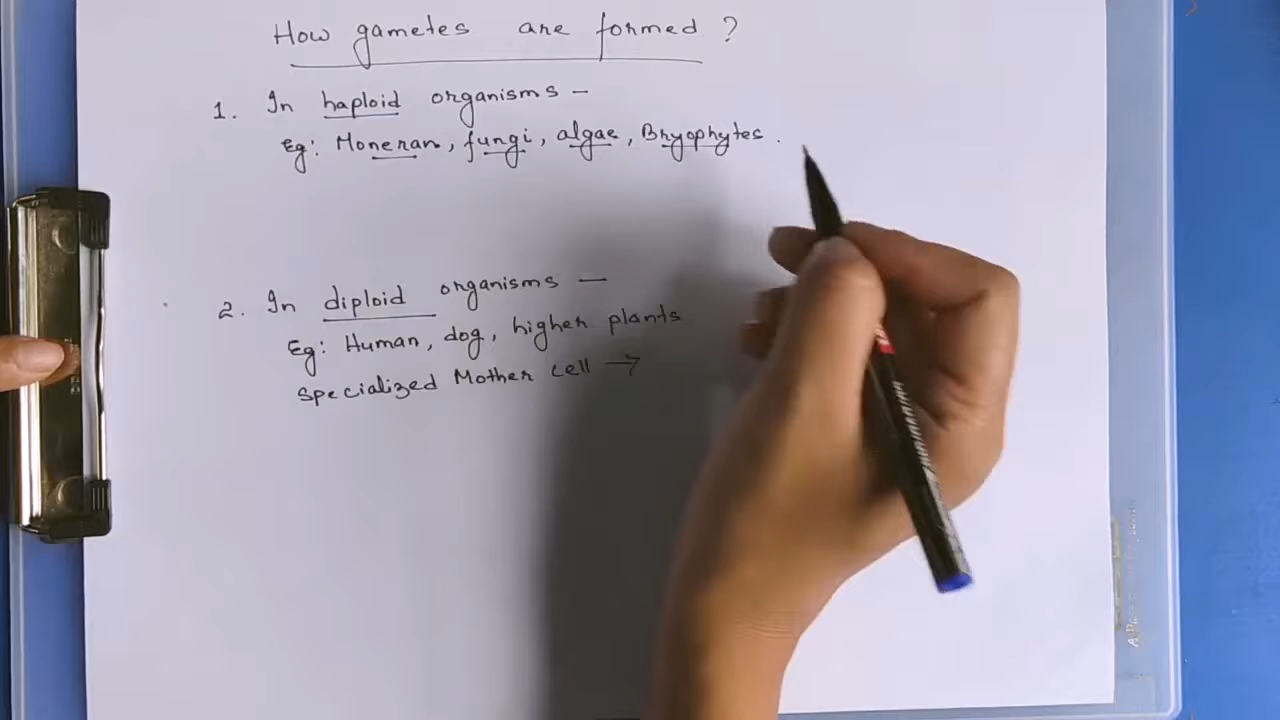 How gametes are formed ?
1. In haploid organisms –
Eg: Moneran, fungi, algae, Bryophytes.
2. In diploid organisms –
Eg: Human, dog, higher plants
specialized Mother cell →